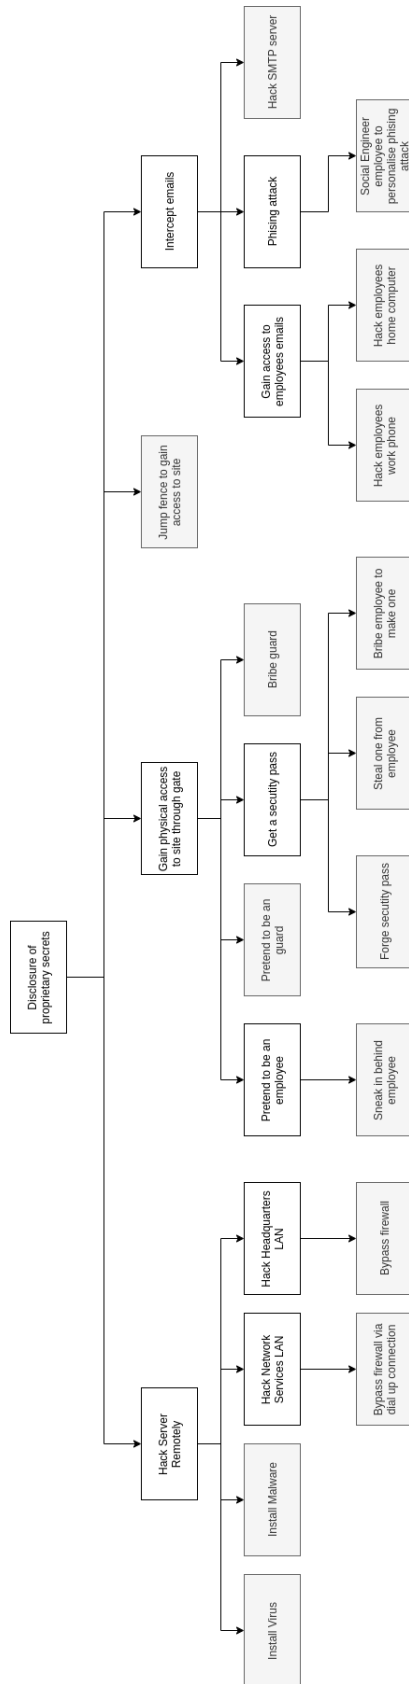 Disclosure of
proprietary secrets
Hack Server
Remotely
Gain physical access
to site through gate
Jump fence to gain
access to site
Intercept emails
Install Virus
Install Malware
Hack Network
Services LAN
Hack Headquarters
LAN
Pretend to be an
employee
Pretend to be an
guard
Get a secutity pass
Bribe guard
Gain access to
employees emails
Phising attack
Hack SMTP server
Bypass firewall via
dial up connection
Bypass firewall
Sneak in behind
employee
Forge secutity pass
Steal one from
employee
Bribe employee to
make one
Hack employees
work phone
Hack employees
home computer
Social Engineer
employee to
personalise phising
attack